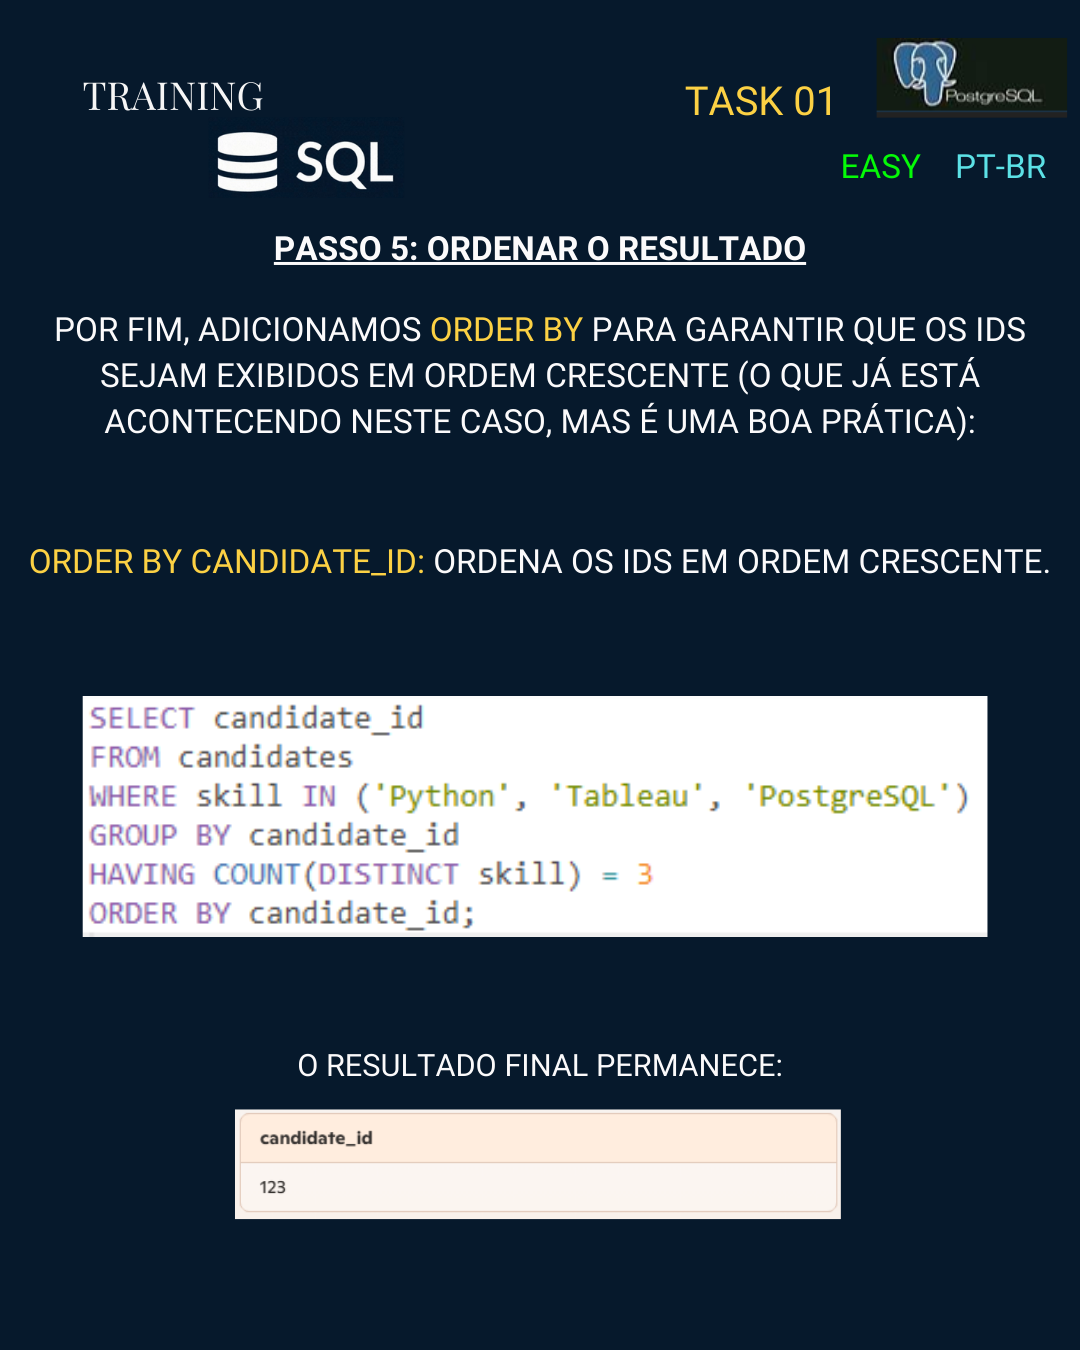 TRAINING
SQL
TASK 01
PostgreSQL
EASY
PT-BR
PASSO 5: ORDENAR O RESULTADO
POR FIM, ADICIONAMOS ORDER BY PARA GARANTIR QUE OS IDS
SEJAM EXIBIDOS EM ORDEM CRESCENTE (O QUE JÁ ESTÁ
ACONTECENDO NESTE CASO, MAS É UMA BOA PRÁTICA):
ORDER BY CANDIDATE_ID: ORDENA OS IDS EM ORDEM CRESCENTE.
SELECT candidate_id
FROM candidates
WHERE skill IN ('Python', 'Tableau', 'PostgreSQL')
GROUP BY candidate_id
HAVING COUNT(DISTINCT skill) = 3
ORDER BY candidate_id;
O RESULTADO FINAL PERMANECE:
candidate_id
123